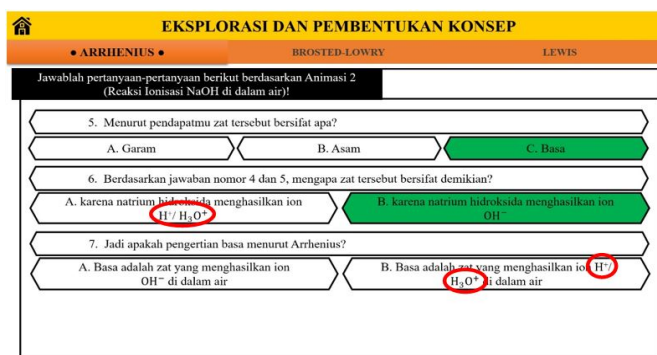 EKSPLORASI DAN PEMBENTUKAN KONSEP
• ARRHENIUS •
BROSTED-LOWRY
LEWIS
Jawablah pertanyaan-pertanyaan berikut berdasarkan Animasi 2
(Reaksi Ionisasi NaOH di dalam air)!
5. Menurut pendapatmu zat tersebut bersifat apa?
A. Garam
B. Asam
C. Basa
6. Berdasarkan jawaban nomor 4 dan 5, mengapa zat tersebut bersifat demikian?
A. karena natrium hidroksida menghasilkan ion
H⁺/ H₃O⁺
B. karena natrium hidroksida menghasilkan ion
OH⁻
7. Jadi apakah pengertian basa menurut Arrhenius?
A. Basa adalah zat yang menghasilkan ion
OH⁻ di dalam air
B. Basa adalah zat yang menghasilkan ion H⁺/
H₃O⁺ di dalam air